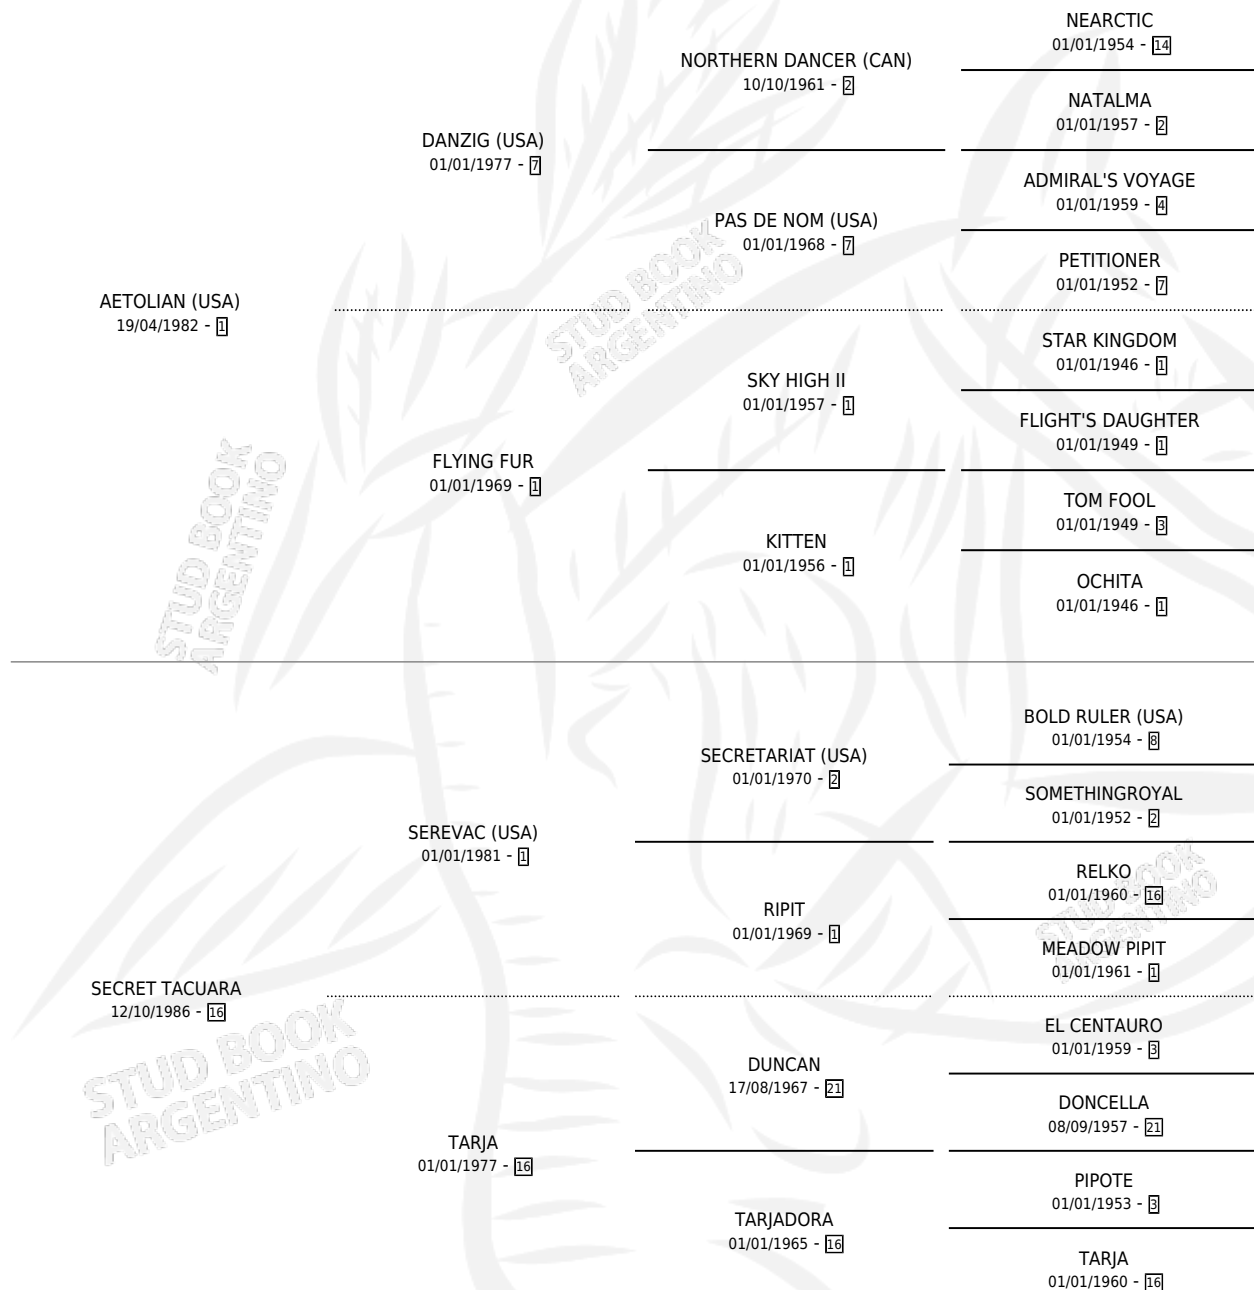 NEARCTIC
01/01/1954 - 14
NORTHERN DANCER (CAN)
10/10/1961 - 2
NATALMA
01/01/1957 - 2
DANZIG (USA)
01/01/1977 - 7
ADMIRAL'S VOYAGE
01/01/1959 - 4
PAS DE NOM (USA)
01/01/1968 - 7
PETITIONER
01/01/1952 - 7
AETOLIAN (USA)
19/04/1982 - 1
STAR KINGDOM
01/01/1946 - 1
SKY HIGH II
01/01/1957 - 1
FLIGHT'S DAUGHTER
01/01/1949 - 1
FLYING FUR
01/01/1969 - 1
TOM FOOL
01/01/1949 - 3
KITTEN
01/01/1956 - 1
OCHITA
01/01/1946 - 1
BOLD RULER (USA)
01/01/1954 - 8
SECRETARIAT (USA)
01/01/1970 - 2
SOMETHINGROYAL
01/01/1952 - 2
SEREVAC (USA)
01/01/1981 - 1
RELKO
01/01/1960 - 16
RIPIT
01/01/1969 - 1
MEADOW PIPIT
01/01/1961 - 1
SECRET TACUARA
12/10/1986 - 16
EL CENTAURO
01/01/1959 - 3
DUNCAN
17/08/1967 - 21
DONCELLA
08/09/1957 - 21
TARJA
01/01/1977 - 16
PIPOTE
01/01/1953 - 3
TARJADORA
01/01/1965 - 16
TARJA
01/01/1960 - 16
STUD BOOK
ARGENTINO
STUD BOOK
ARGENTINO
STUD BOOK
ARGENTINO
STUD BOOK
ARGENTINO